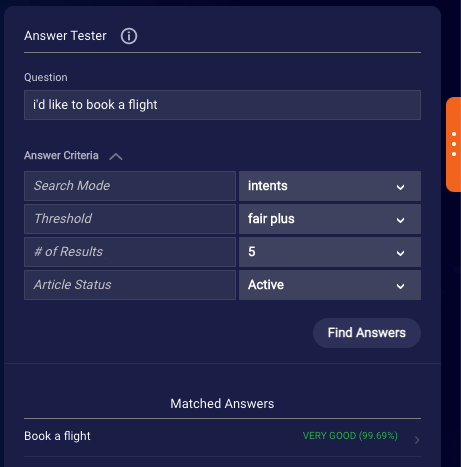 Answer Tester
Question
i'd like to book a flight
Answer Criteria
Search Mode intents
Threshold fair plus
# of Results 5
Article Status Active
Find Answers
Matched Answers
Book a flight VERY GOOD (99.69%)